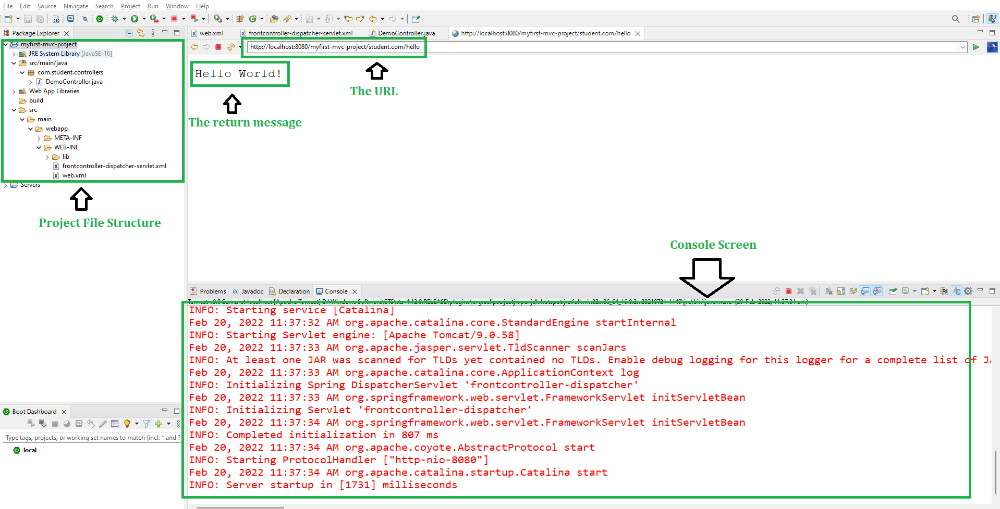 File Edit Source Navigate Search Project Run Window Help
Package Explorer
myfirst-mvc-project
JRE System Library [JavaSE-16]
src/main/java
com.student.controllers
DemoController.java
Web App Libraries
build
src
main
webapp
META-INF
WEB-INF
lib
frontcontroller-dispatcher-servlet.xml
web.xml
Servers
Project File Structure
web.xml frontcontroller-dispatcher-servlet.xml DemoController.java http://localhost:8080/myfirst-mvc-project/student.com/hello
http://localhost:8080/myfirst-mvc-project/student.com/hello
Hello World!
The URL
The return message
Console Screen
Problems @ Javadoc Declaration Console
INFO: Starting service [Catalina]
Feb 20, 2022 11:37:32 AM org.apache.catalina.core.StandardEngine startInternal
INFO: Starting Servlet engine: [Apache Tomcat/9.0.58]
Feb 20, 2022 11:37:33 AM org.apache.jasper.servlet.TldScanner scanJars
INFO: At least one JAR was scanned for TLDs yet contained no TLDs. Enable debug logging for this logger for a complete list of
Feb 20, 2022 11:37:33 AM org.apache.catalina.core.ApplicationContext log
INFO: Initializing Spring DispatcherServlet 'frontcontroller-dispatcher'
Feb 20, 2022 11:37:33 AM org.springframework.web.servlet.FrameworkServlet initServletBean
INFO: Initializing Servlet 'frontcontroller-dispatcher'
Feb 20, 2022 11:37:34 AM org.springframework.web.servlet.FrameworkServlet initServletBean
INFO: Completed initialization in 807 ms
Feb 20, 2022 11:37:34 AM org.apache.coyote.AbstractProtocol start
INFO: Starting ProtocolHandler ["http-nio-8080"]
Feb 20, 2022 11:37:34 AM org.apache.catalina.startup.Catalina start
INFO: Server startup in [1731] milliseconds
Boot Dashboard
Type tags, projects, or working set names to match (incl. * and ?
local